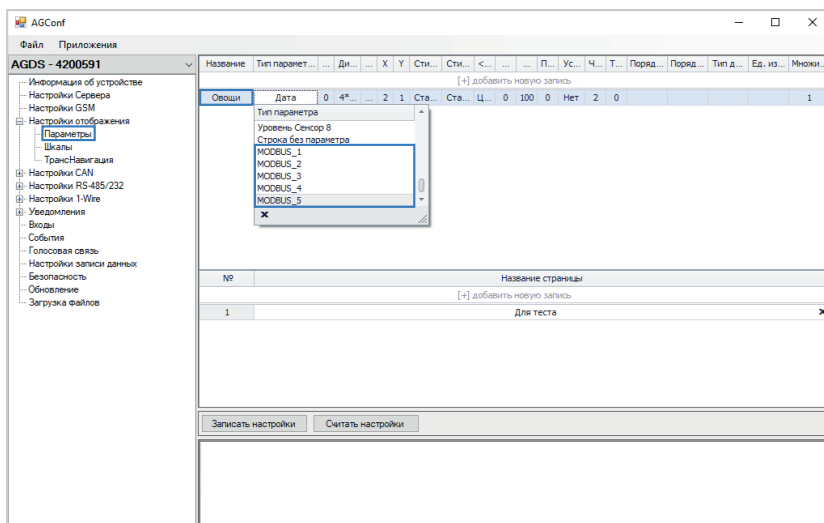 AGConf
Файл Приложения
AGDS - 4200591
Информация об устройстве
Настройки Сервера
Настройки GSM
Настройки отображения
Параметры
Шкалы
ТрансНавигация
Настройки CAN
Настройки RS-485/232
Настройки 1-Wire
Уведомления
Входы
События
Голосовая связь
Настройки записи данных
Безопасность
Обновление
Загрузка файлов
Название Тип парамет... ... Ди... ... X Y Сти... Сти... <... ... ... П... Ус... Ч... Т... Поряд... Поряд... Тип д... Ед. из... Множи...
[+] добавить новую запись
Овощи Дата 0 4*... ... 2 1 Ста... Ста... Ц... 0 100 0 Нет 2 0 1
Тип параметра
Уровень Сенсор 8
Строка без параметра
MODBUS_1
MODBUS_2
MODBUS_3
MODBUS_4
MODBUS_5
№ Название страницы
[+] добавить новую запись
1 Для теста
Записать настройки Считать настройки